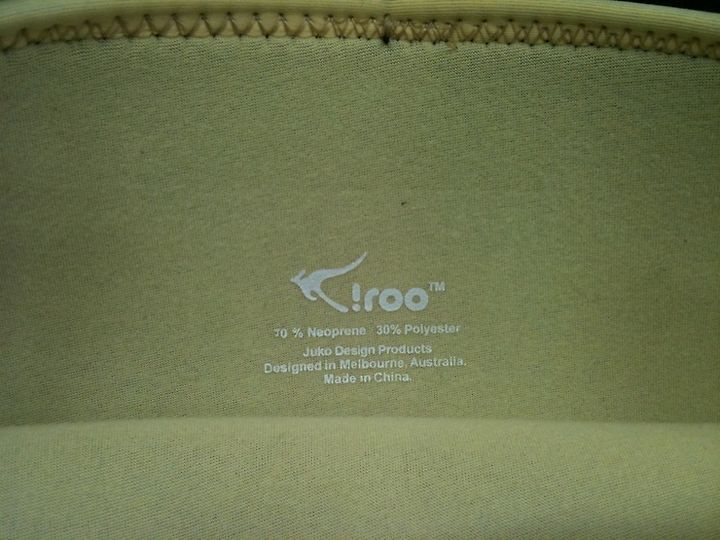 !roo™
70 % Neoprene 30% Polyester
Juko Design Products
Designed in Melbourne, Australia.
Made in China.